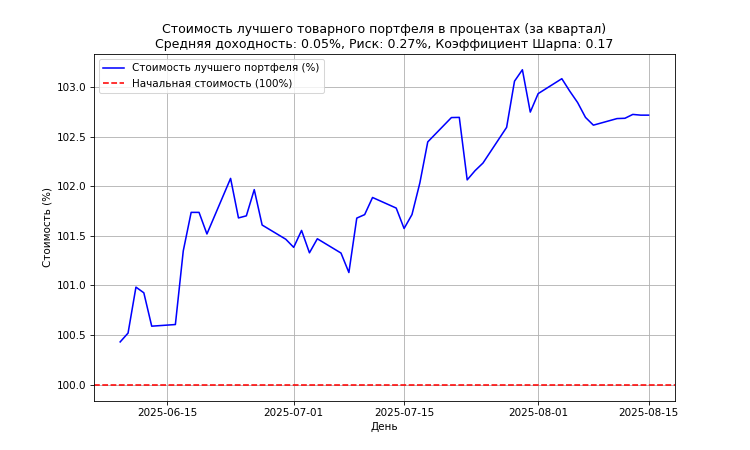 Стоимость лучшего товарного портфеля в процентах (за квартал)
Средняя доходность: 0.05%, Риск: 0.27%, Коэффициент Шарпа: 0.17
Стоимость лучшего портфеля (%)
Начальная стоимость (100%)
Стоимость (%)
103.0
102.5
102.0
101.5
101.0
100.5
100.0
2025-06-15
2025-07-01
2025-07-15
2025-08-01
2025-08-15
День